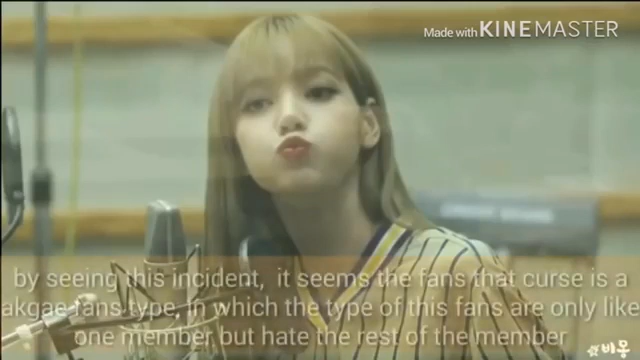 Made with KINEMASTER
by seeing this incident, it seems the fans that curse is a
akgae fans type, in which the type of this fans are only like
one member but hate the rest of the member
☆비몽